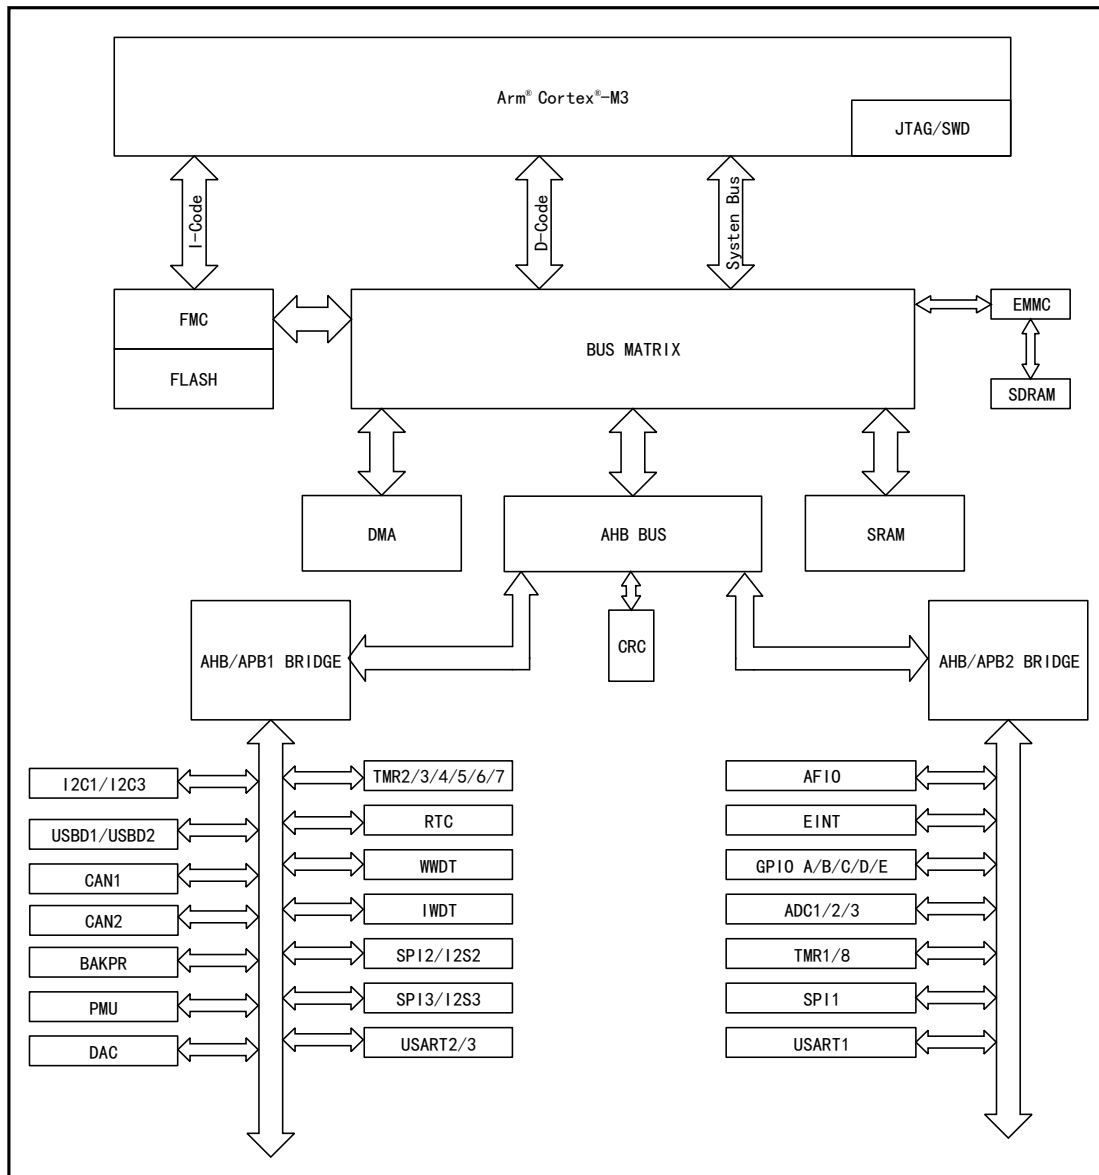 Arm® Cortex®-M3
JTAG/SWD
I-Code
D-Code
Systen Bus
FMC
FLASH
BUS MATRIX
EMMC
SDRAM
DMA
AHB BUS
SRAM
CRC
AHB/APB1 BRIDGE
AHB/APB2 BRIDGE
I2C1/I2C3
USBD1/USBD2
CAN1
CAN2
BAKPR
PMU
DAC
TMR2/3/4/5/6/7
RTC
WWDT
IWDT
SPI2/I2S2
SPI3/I2S3
USART2/3
AFIO
EINT
GPIO A/B/C/D/E
ADC1/2/3
TMR1/8
SPI1
USART1